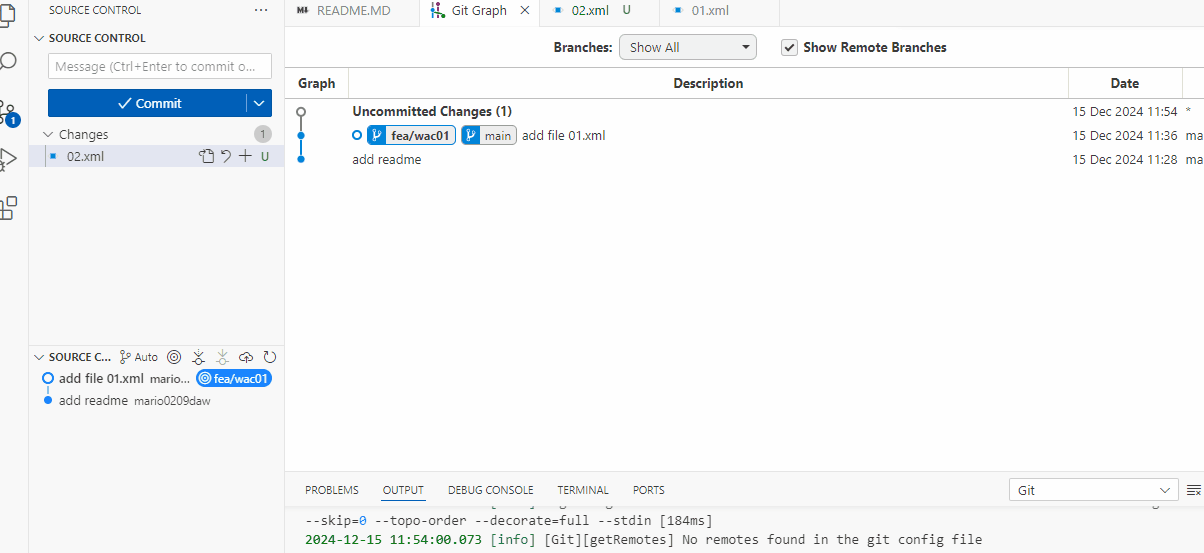 SOURCE CONTROL ...
SOURCE CONTROL
Message (Ctrl+Enter to commit o...
Commit
Changes 1
02.xml U
1
SOURCE C... Auto
add file 01.xml mario... fea/wac01
add readme mario0209daw
README.MD Git Graph 02.xml U 01.xml
Branches: Show All Show Remote Branches
Graph Description Date
Uncommitted Changes (1) 15 Dec 2024 11:54 *
fea/wac01 main add file 01.xml 15 Dec 2024 11:36 ma
add readme 15 Dec 2024 11:28 ma
PROBLEMS OUTPUT DEBUG CONSOLE TERMINAL PORTS Git
--skip=0 --topo-order --decorate=full --stdin [184ms]
2024-12-15 11:54:00.073 [info] [Git][getRemotes] No remotes found in the git config file